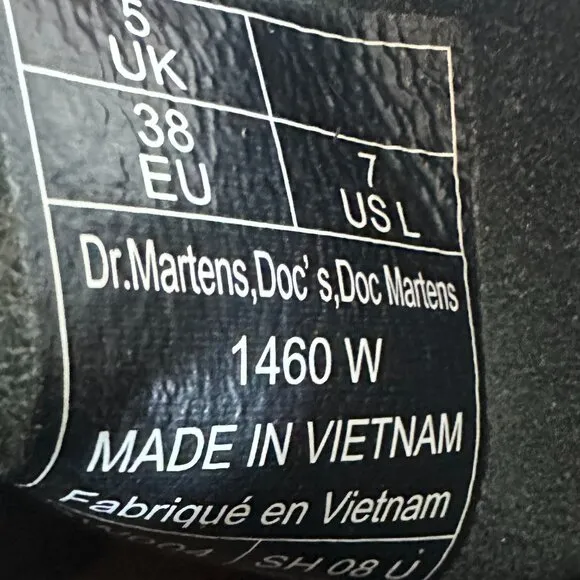 5
UK
38
EU
7
US L
Dr.Martens,Doc's,Doc Martens
1460 W
MADE IN VIETNAM
Fabriqué en Vietnam
SH 08 U